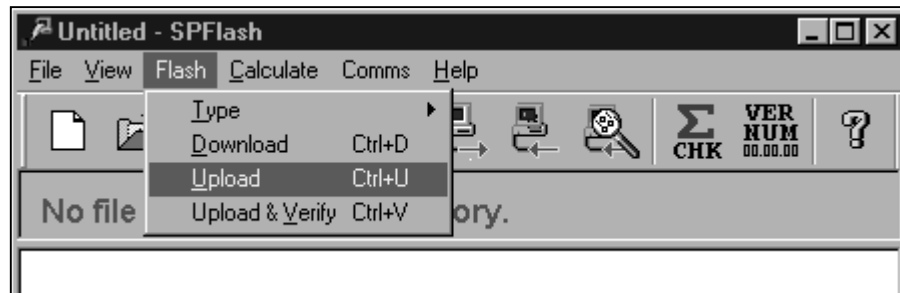 Untitled - SPFlash
File View Flash Calculate Comms Help
Type
Download Ctrl+D
Upload Ctrl+U
Upload & Verify Ctrl+V
Σ CHK
VER NUM 00.00.00
?
No file ory.